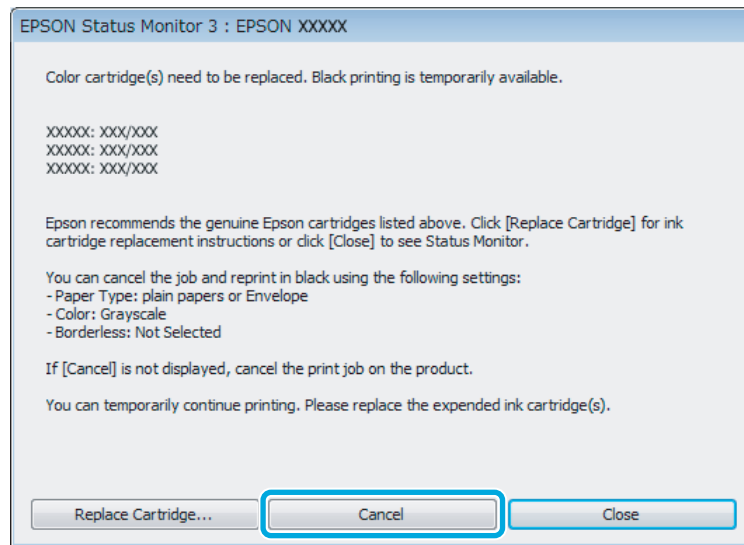 EPSON Status Monitor 3 : EPSON XXXXX
Color cartridge(s) need to be replaced. Black printing is temporarily available.
XXXXX: XXX/XXX
XXXXX: XXX/XXX
XXXXX: XXX/XXX
Epson recommends the genuine Epson cartridges listed above. Click [Replace Cartridge] for ink
cartridge replacement instructions or click [Close] to see Status Monitor.
You can cancel the job and reprint in black using the following settings:
- Paper Type: plain papers or Envelope
- Color: Grayscale
- Borderless: Not Selected
If [Cancel] is not displayed, cancel the print job on the product.
You can temporarily continue printing. Please replace the expended ink cartridge(s).
Replace Cartridge... Cancel Close